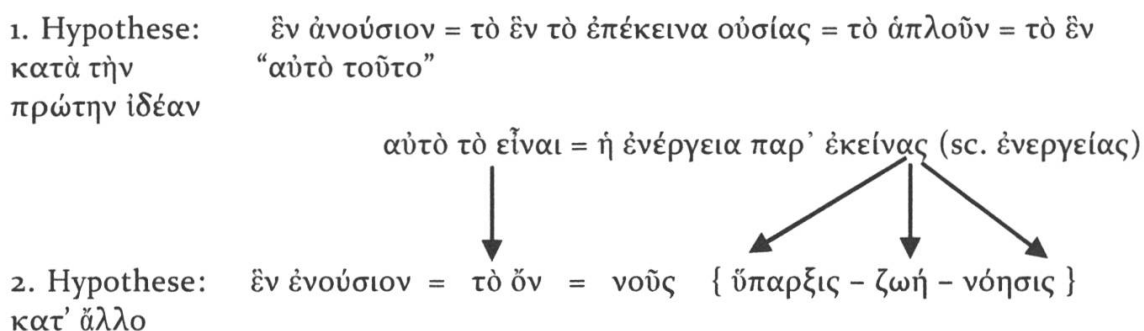 1. Hypothese: ἓν ἀνούσιον = τὸ ἓν τὸ ἐπέκεινα οὐσίας = τὸ ἁπλοῦν = τὸ ἓν
κατὰ τὴν “αὐτὸ τοῦτο”
πρώτην ἰδέαν
αὐτὸ τὸ εἶναι = ἡ ἐνέργεια παρ’ ἐκείνας (sc. ἐνεργείας)
2. Hypothese: ἓν ἐνούσιον = τὸ ὄν = νοῦς { ὕπαρξις – ζωή – νόησις }
κατ’ ἄλλο